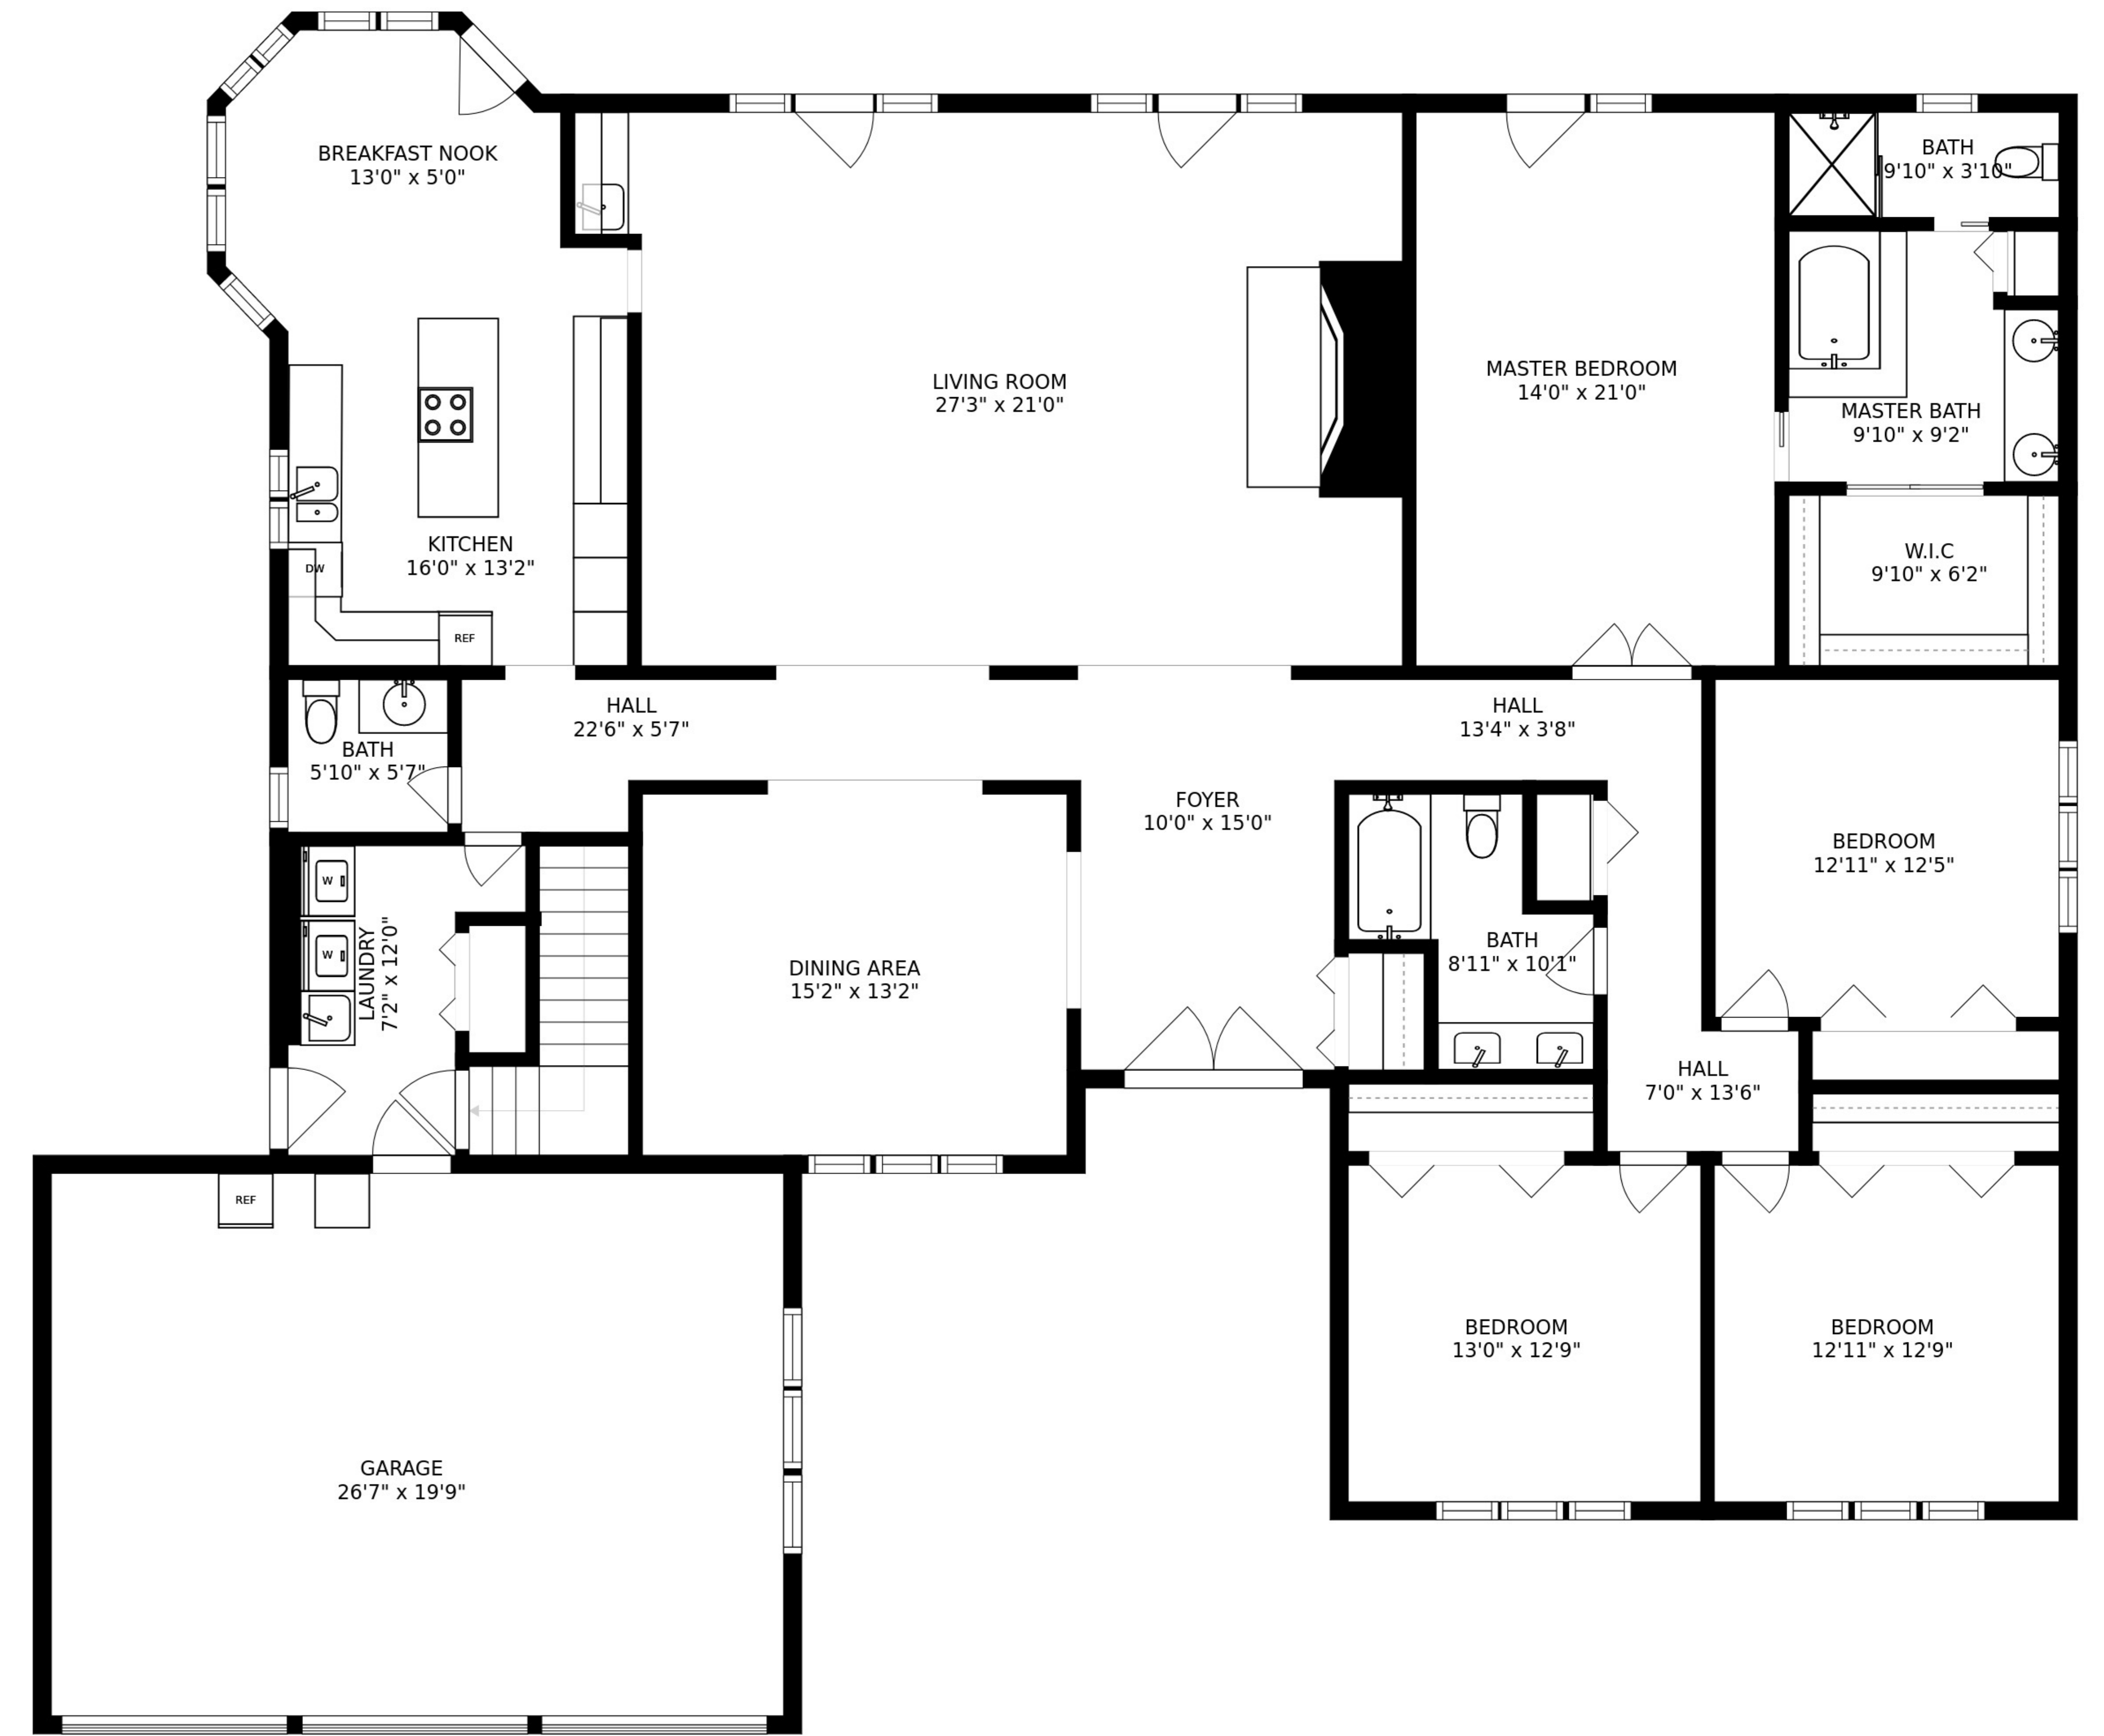 BREAKFAST NOOK
13'0" x 5'0"
BATH
9'10" x 3'10"
LIVING ROOM
27'3" x 21'0"
MASTER BEDROOM
14'0" x 21'0"
MASTER BATH
9'10" x 9'2"
KITCHEN
16'0" x 13'2"
DW
REF
W.I.C
9'10" x 6'2"
HALL
22'6" x 5'7"
HALL
13'4" x 3'8"
BATH
5'10" x 5'7"
FOYER
10'0" x 15'0"
BEDROOM
12'11" x 12'5"
W
W
LAUNDRY
7'2" x 12'0"
DINING AREA
15'2" x 13'2"
BATH
8'11" x 10'1"
HALL
7'0" x 13'6"
REF
BEDROOM
13'0" x 12'9"
BEDROOM
12'11" x 12'9"
GARAGE
26'7" x 19'9"